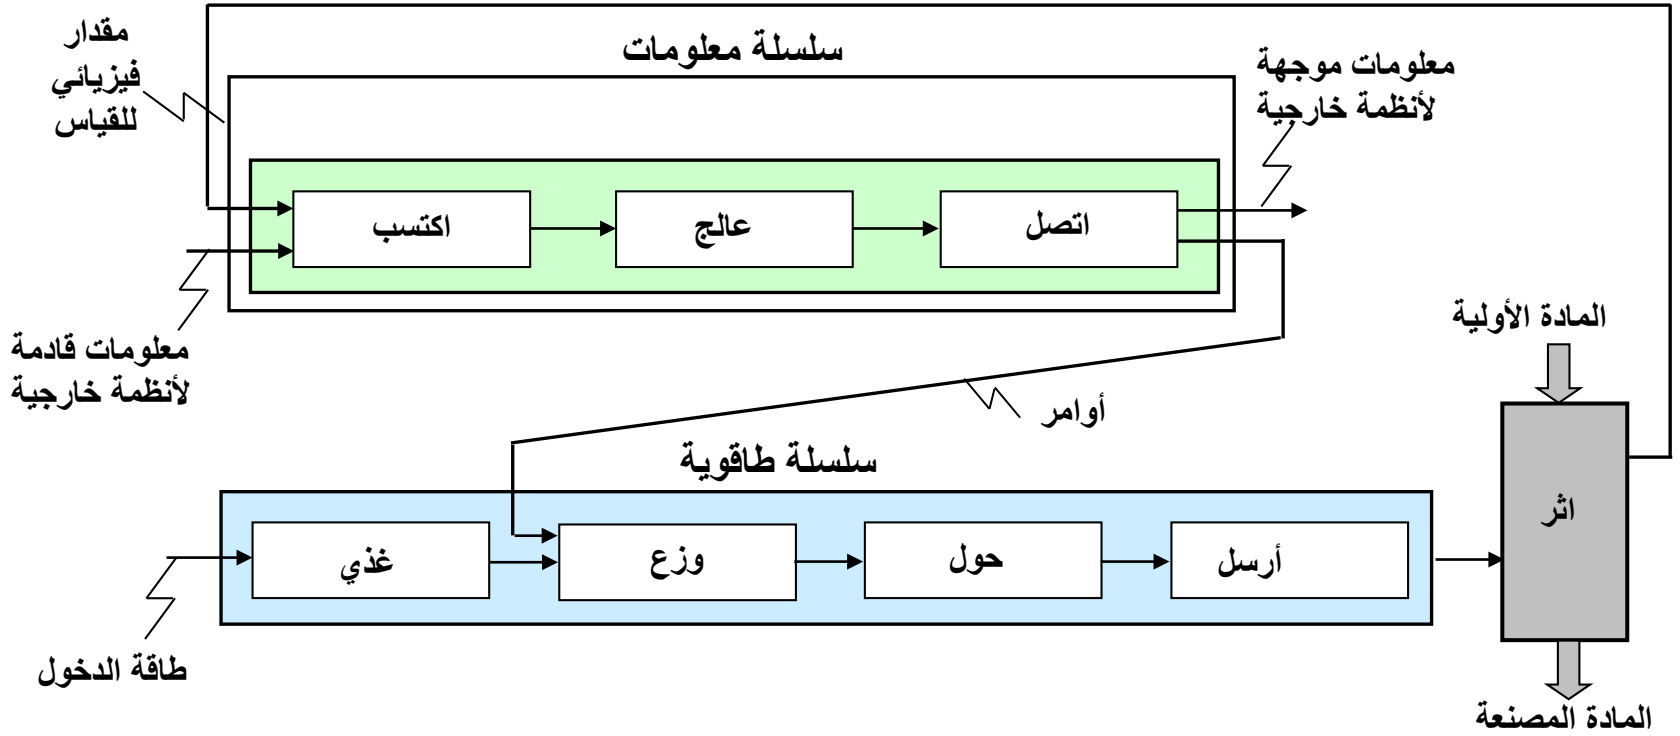 مقدار
فيزيائي
للقياس
سلسلة معلومات
معلومات موجهة
لأنظمة خارجية
اكتسب
عالج
اتصل
معلومات قادمة
لأنظمة خارجية
أوامر
المادة الأولية
سلسلة طاقوية
غذي
وزع
حول
أرسل
اثر
طاقة الدخول
المادة المصنعة